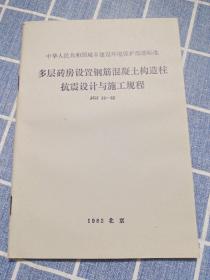 中华人民共和国城乡建设环境保护部部标准
多层砖房设置钢筋混凝土构造柱
抗震设计与施工规程
JGJ 13—82
1982 北京